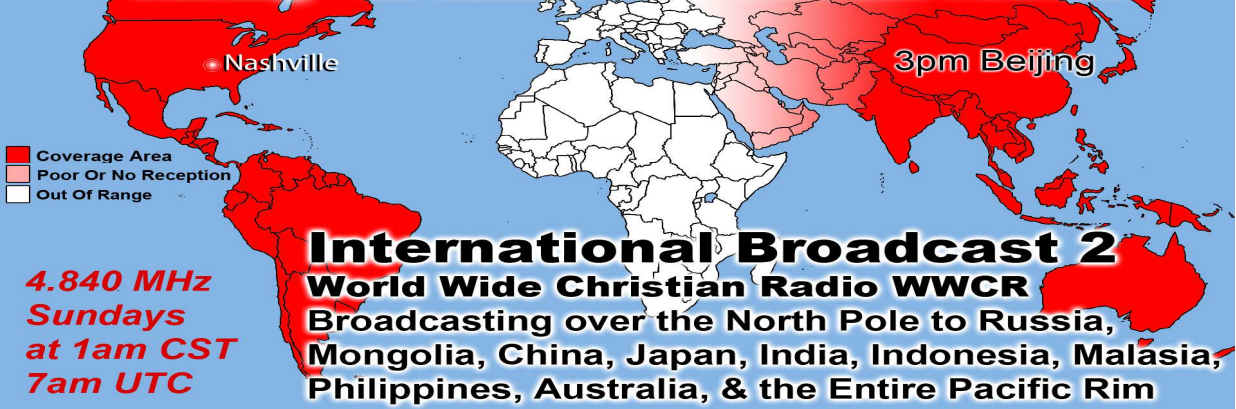 Nashville
3pm Beijing
Coverage Area
Poor Or No Reception
Out Of Range
International Broadcast 2
World Wide Christian Radio WWCR
Broadcasting over the North Pole to Russia,
Mongolia, China, Japan, India, Indonesia, Malasia,
Philippines, Australia, & the Entire Pacific Rim
4.840 MHz
Sundays
at 1am CST
7am UTC